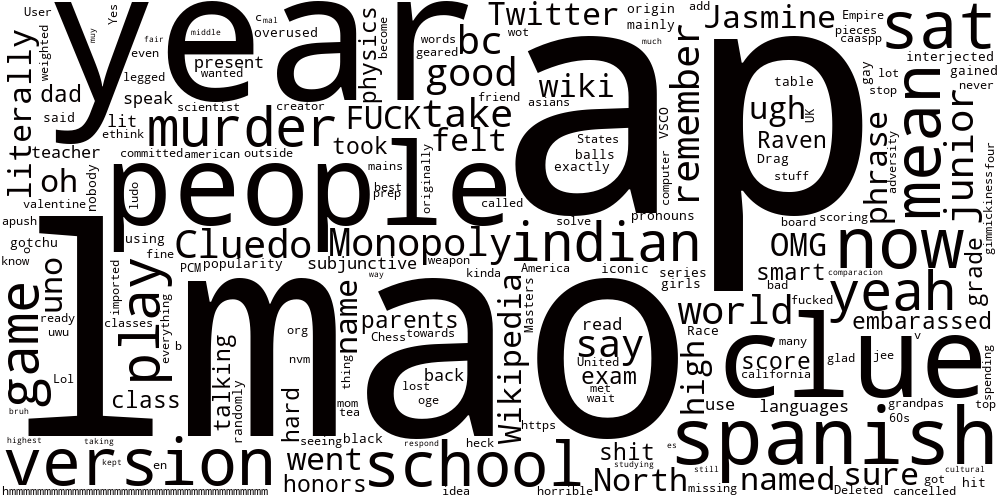 User
Yes
year
c
mal
overused
Twitter
origin
mainly
add
Jasmine
Empire
pieces
caaspp
sat
literally
weighted
muy
fair
even
middle
present
wanted
physics
become
words
geared
bc
wot
much
interjected
gained
never
legged
good
wiki
table
gay
lot
stop
dad
said
speak
scientist
creator
friend
asians
remember
ugh
UK
mean
junior
lit
ethink
murder
FUCK
take
felt
ap
VSCO
Raven
phrase
adversity
teacher
committed
american
outside
took
originally
States
balls
exactly
Drag
stuff
four
gimmickiness
oh
nobody
ludo
people
mains
best
prep
computer
valentine
called
pronouns
board
scoring
apush
gotchu
o
know
using
fine
Cluedo
Monopoly
solve
indian
OMG
now
grade
PCM
popularity
subjunctive
weapon
kinda
America
iconic
series
girls
smart
bad
comparacion
way
uno
game
imported
play
everything
name
Wikipedia
Masters
world
fucked
yeah
ready
uwu
classes
b
lmao
org
nvm
parents
Chess
towards
read
say
United
exam
met
wait
Race
high
many
embarassed
v
Lol
talking
randomly
thing
back
lost
oge
clue
score
california
glad
jee
spending
bruh
class
hard
mom
tea
https
use
languages
grandpas
60s
top
highest
taking
seeing
black
respond
heck
shit
es
spanish
version
kept
en
went
honors
school
studying
North
still
missing
named
sure
cultural
got
hit
hmmmmmmmmmmmmmmmmmmmmmmmmmmmmmmmmmmmm
idea
horrible
Deleted
cancelled